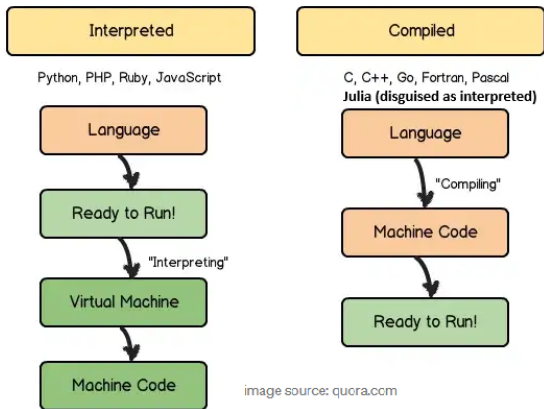 Interpreted
Python, PHP, Ruby, JavaScript
Language
Ready to Run!
"Interpreting"
Virtual Machine
Machine Code
Compiled
C, C++, Go, Fortran, Pascal
Julia (disguised as interpreted)
Language
"Compiling"
Machine Code
Ready to Run!
image source: quora.com